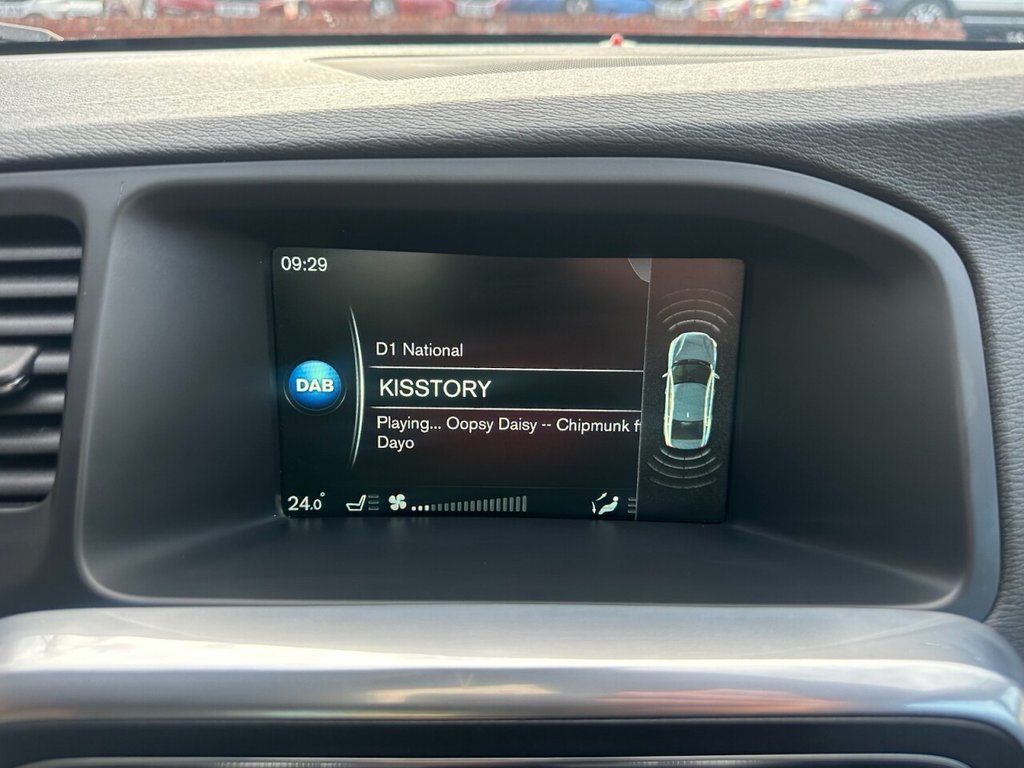 09:29
D1 National
DAB
KISSTORY
Playing... Oopsy Daisy -- Chipmunk f
Dayo
24.0°